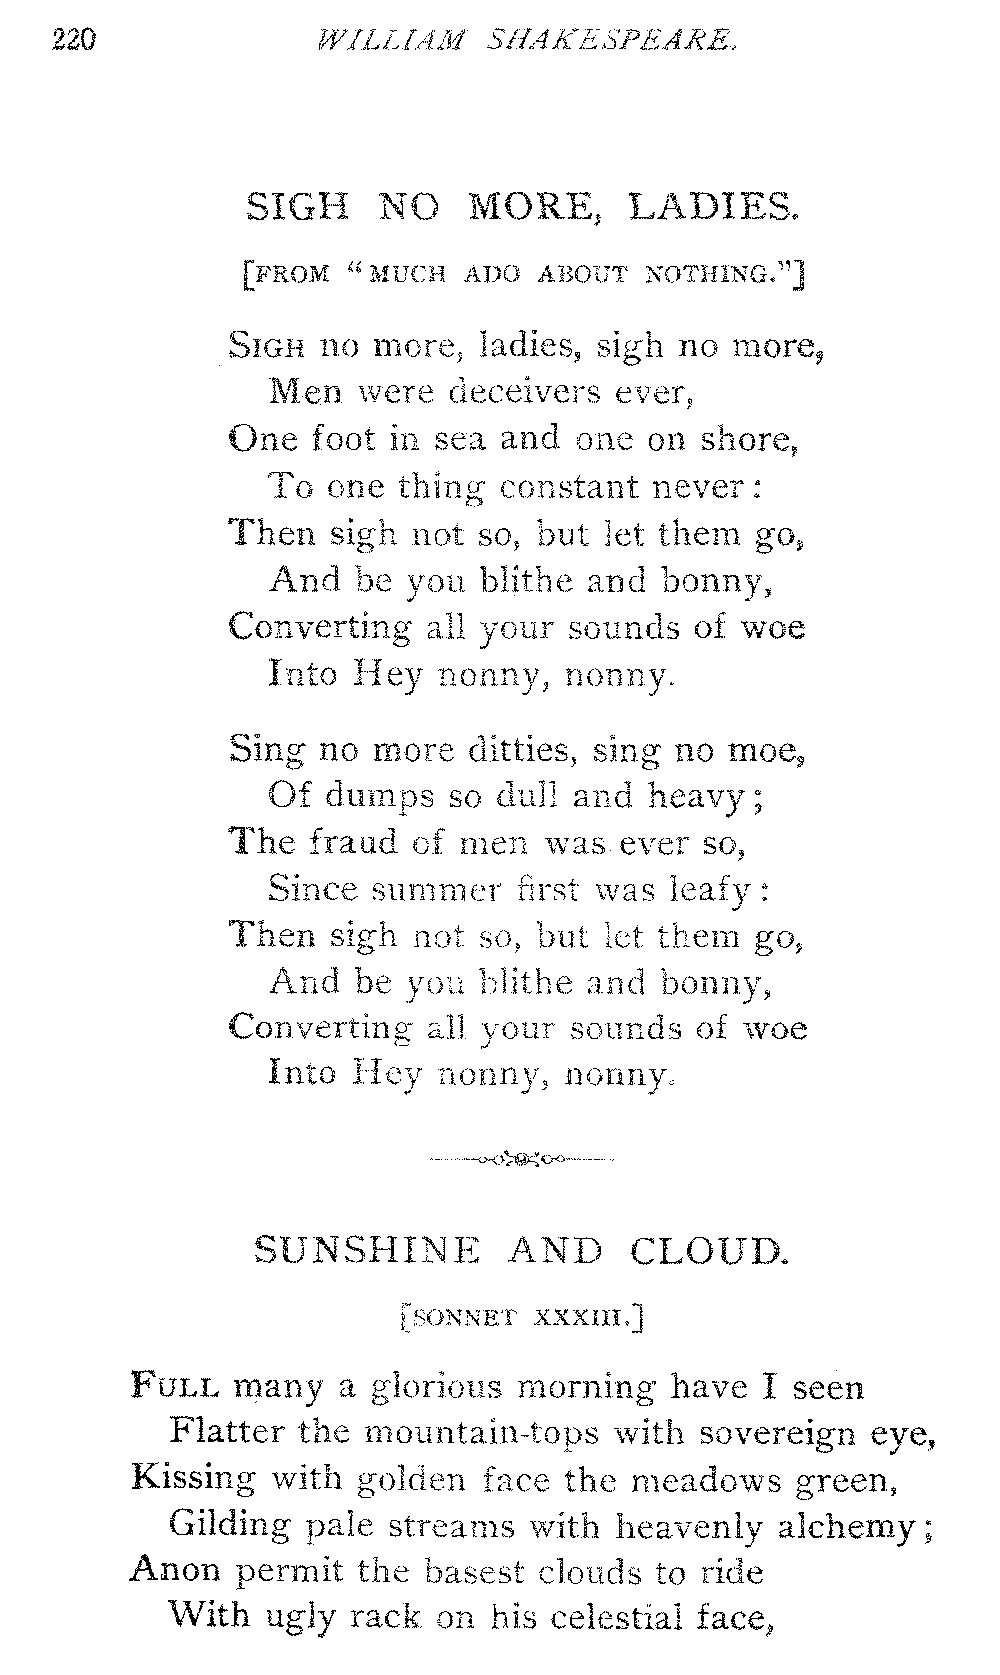 220 WILLIAM SHAKESPEARE.
SIGH NO MORE, LADIES.
[FROM "MUCH ADO ABOUT NOTHING."]
SIGH no more, ladies, sigh no more,
Men were deceivers ever,
One foot in sea and one on shore,
To one thing constant never:
Then sigh not so, but let them go,
And be you blithe and bonny,
Converting all your sounds of woe
Into Hey nonny, nonny.
Sing no more ditties, sing no moe,
Of dumps so dull and heavy;
The fraud of men was ever so,
Since summer first was leafy:
Then sigh not so, but let them go,
And be you blithe and bonny,
Converting all your sounds of woe
Into Hey nonny, nonny.
SUNSHINE AND CLOUD.
[SONNET XXXIII.]
FULL many a glorious morning have I seen
Flatter the mountain-tops with sovereign eye,
Kissing with golden face the meadows green,
Gilding pale streams with heavenly alchemy;
Anon permit the basest clouds to ride
With ugly rack on his celestial face,